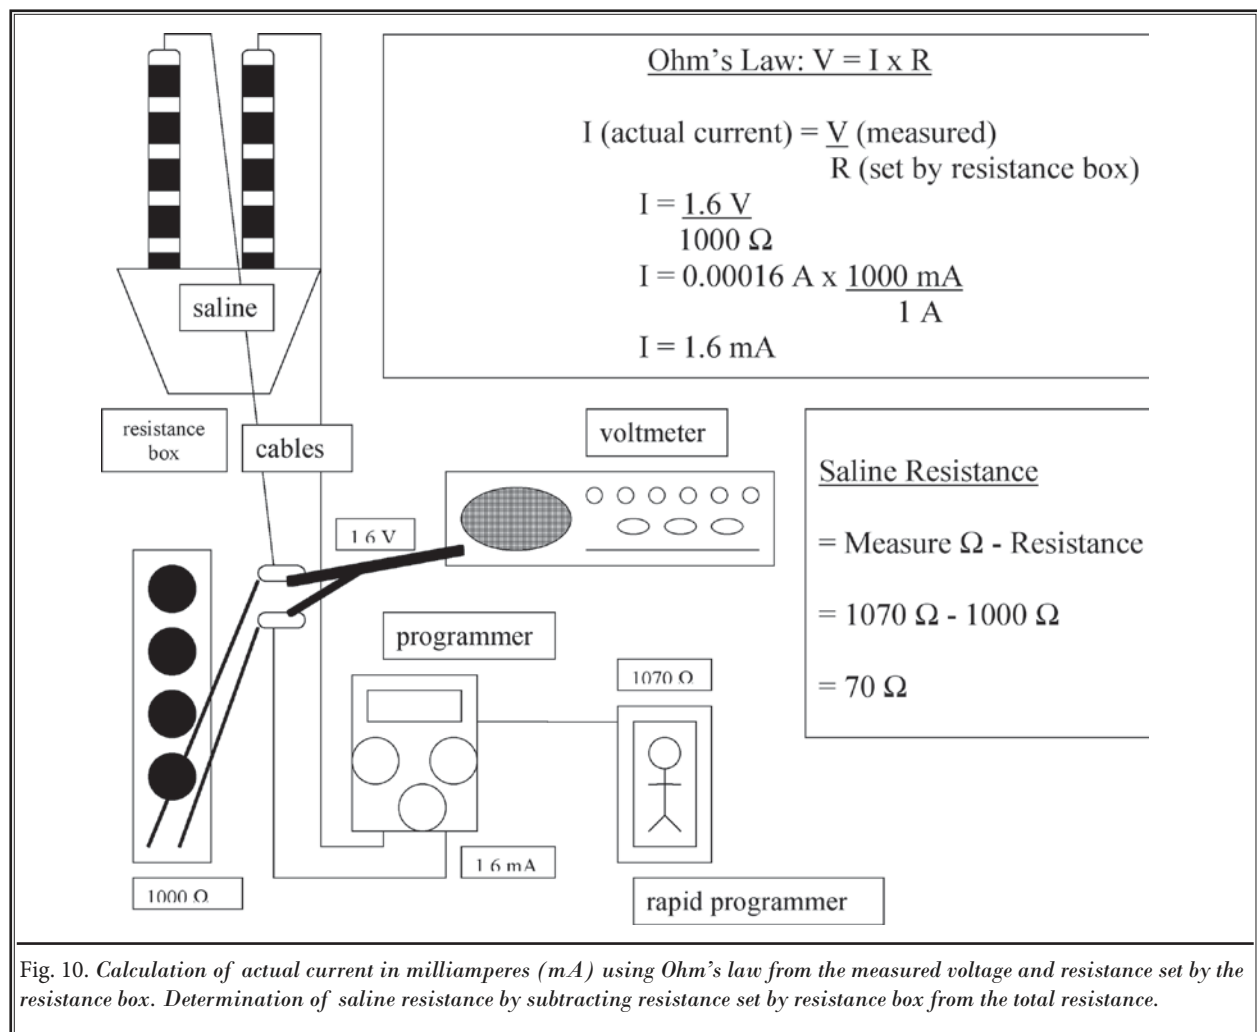 Ohm's Law: V = I x R
I (actual current) = V (measured)
R (set by resistance box)
I = 1.6 V
1000 Ω
I = 0.00016 A x 1000 mA
1 A
I = 1.6 mA
saline
resistance
box
cables
voltmeter
1.6 V
Saline Resistance
= Measure Ω - Resistance
= 1070 Ω - 1000 Ω
= 70 Ω
programmer
1070 Ω
1.6 mA
1000 Ω
rapid programmer
Fig. 10. Calculation of actual current in milliamperes (mA) using Ohm's law from the measured voltage and resistance set by the
resistance box. Determination of saline resistance by subtracting resistance set by resistance box from the total resistance.